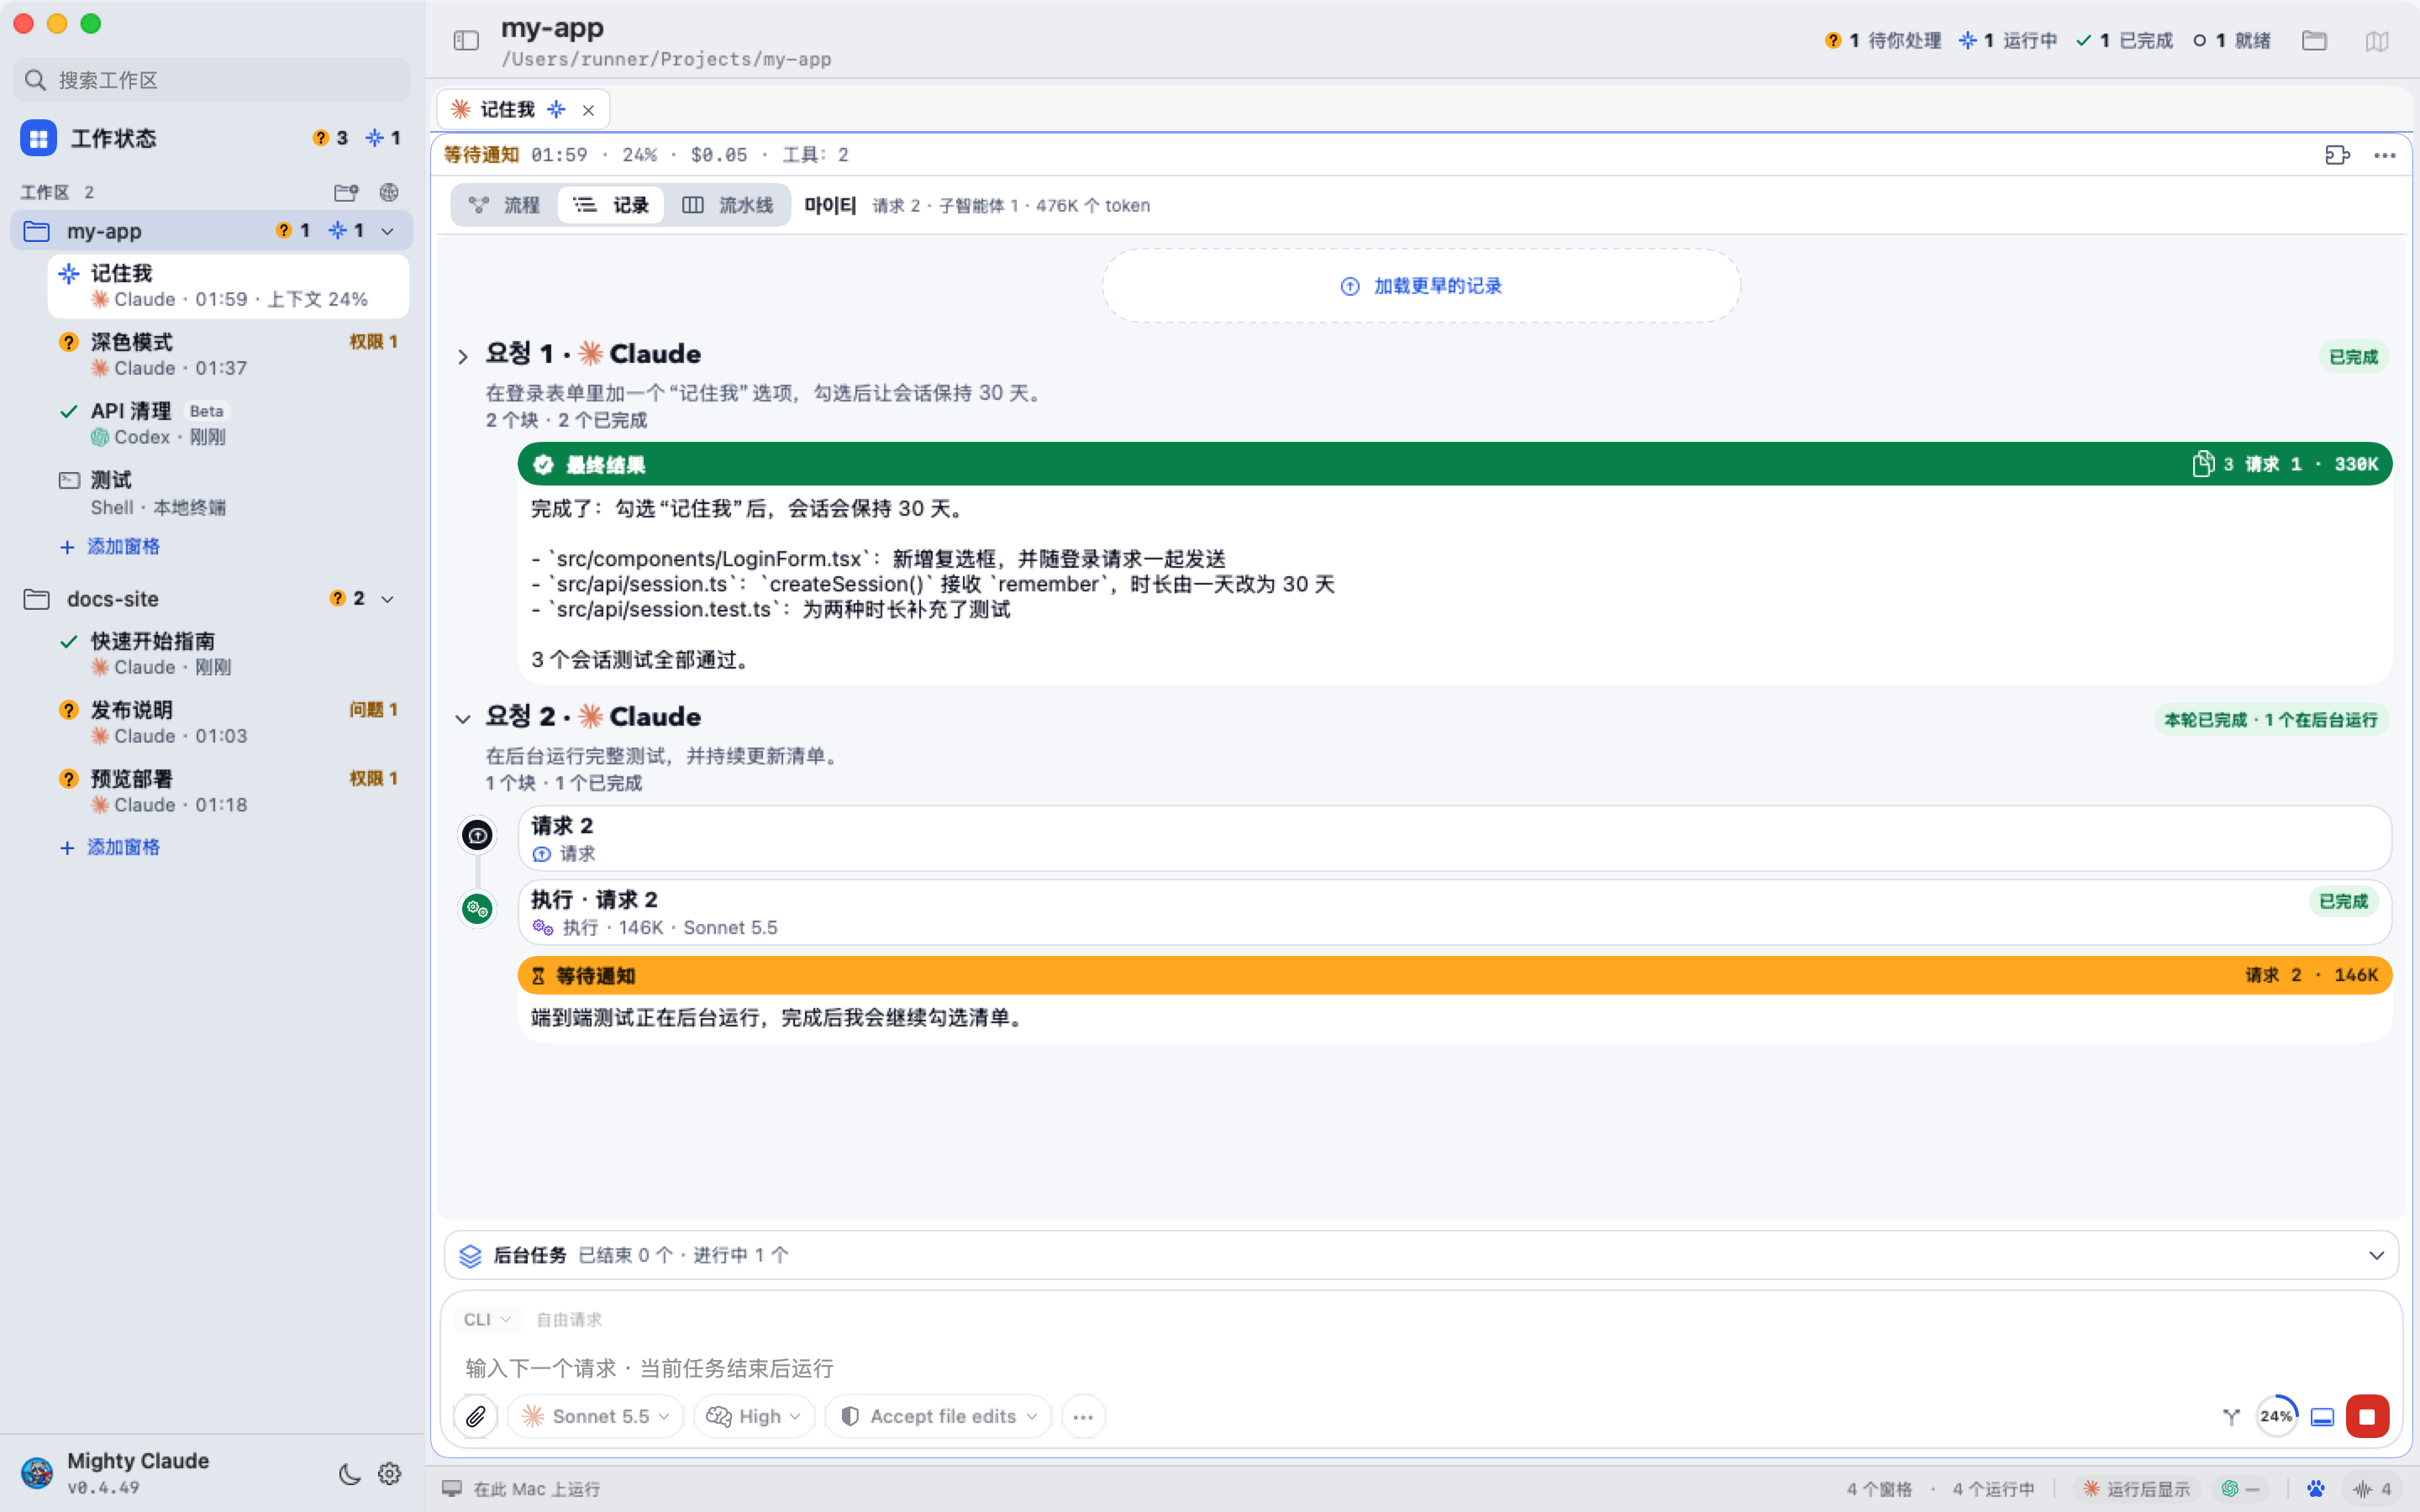 搜索工作区
工作状态 3 1
工作区 2
my-app 1 1
记住我
Claude · 01:59 · 上下文 24%
深色模式 权限 1
Claude · 01:37
API 清理 Beta
Codex · 刚刚
测试
Shell · 本地终端
+ 添加窗格
docs-site 2
快速开始指南
Claude · 刚刚
发布说明 问题 1
Claude · 01:03
预览部署 权限 1
Claude · 01:18
+ 添加窗格
Mighty Claude
v0.4.49
my-app
/Users/runner/Projects/my-app
1 待你处理 1 运行中 1 已完成 1 就绪
记住我
等待通知 01:59 · 24% · $0.05 · 工具: 2
流程 记录 流水线 마이티 请求 2 · 子智能体 1 · 476K 个 token
加载更早的记录
요청 1 · Claude 已完成
在登录表单里加一个“记住我”选项，勾选后让会话保持 30 天。
2 个块 · 2 个已完成
最终结果 3 请求 1 · 330K
完成了：勾选“记住我”后，会话会保持 30 天。
- `src/components/LoginForm.tsx`：新增复选框，并随登录请求一起发送
- `src/api/session.ts`：`createSession()` 接收 `remember`，时长由一天改为 30 天
- `src/api/session.test.ts`：为两种时长补充了测试
3 个会话测试全部通过。
요청 2 · Claude 本轮已完成 · 1 个在后台运行
在后台运行完整测试，并持续更新清单。
1 个块 · 1 个已完成
请求 2
请求
执行 · 请求 2 已完成
执行 · 146K · Sonnet 5.5
等待通知 请求 2 · 146K
端到端测试正在后台运行，完成后我会继续勾选清单。
后台任务 已结束 0 个 · 进行中 1 个
CLI 自由请求
输入下一个请求 · 当前任务结束后运行
Sonnet 5.5 High Accept file edits 24%
在此 Mac 上运行 4 个窗格 · 4 个运行中 运行后显示 — 4